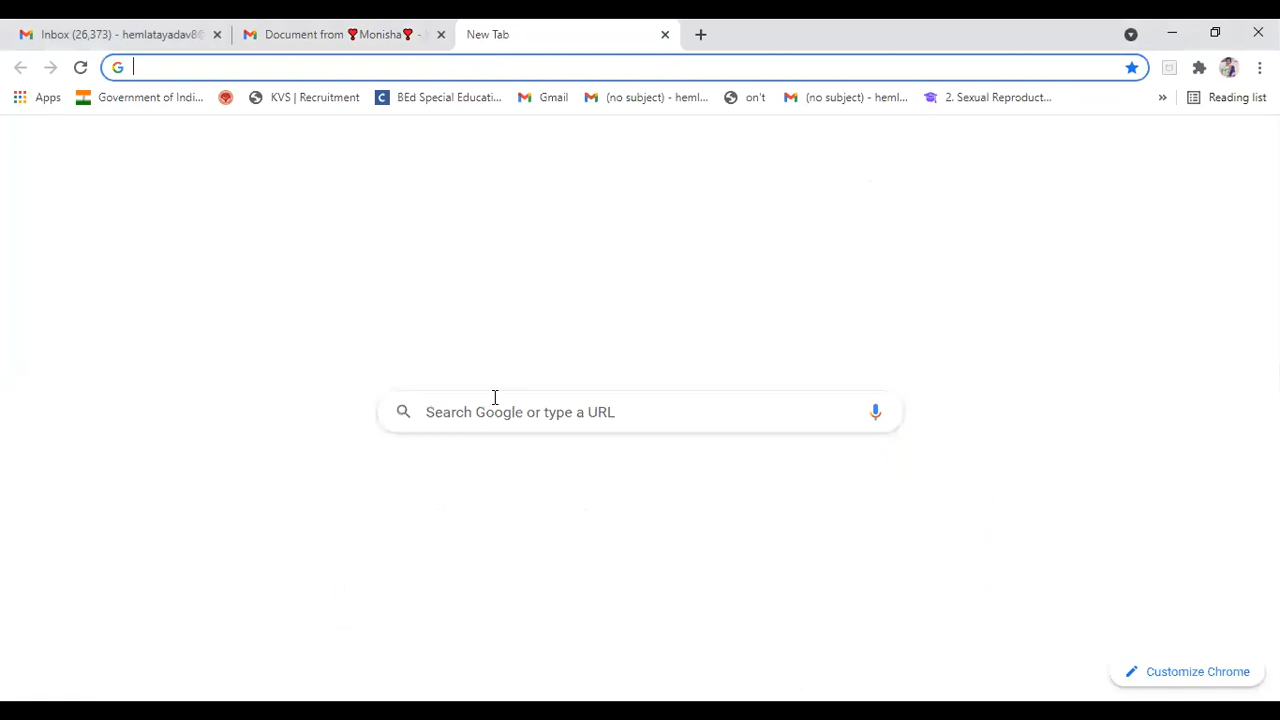 Inbox (26,373) - hemlatayadav8@
Document from ❣Monisha❣ -
New Tab
Apps
Government of Indi...
KVS | Recruitment
BEd Special Educati...
Gmail
(no subject) - heml...
on't
(no subject) - heml...
2. Sexual Reproduct...
»
Reading list
Search Google or type a URL
Customize Chrome